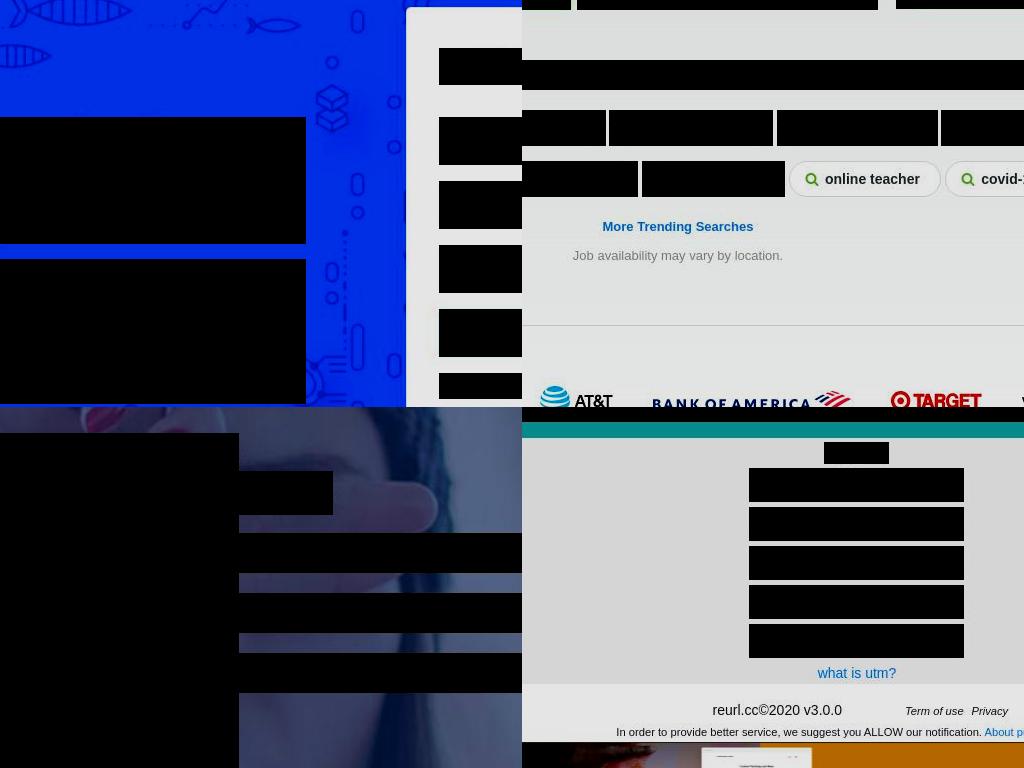 online teacher
covid-
More Trending Searches
Job availability may vary by location.
AT&T
BANK OF AMERICA
TARGET
what is utm?
reurl.cc©2020 v3.0.0
Term of use Privacy
In order to provide better service, we suggest you ALLOW our notification. About